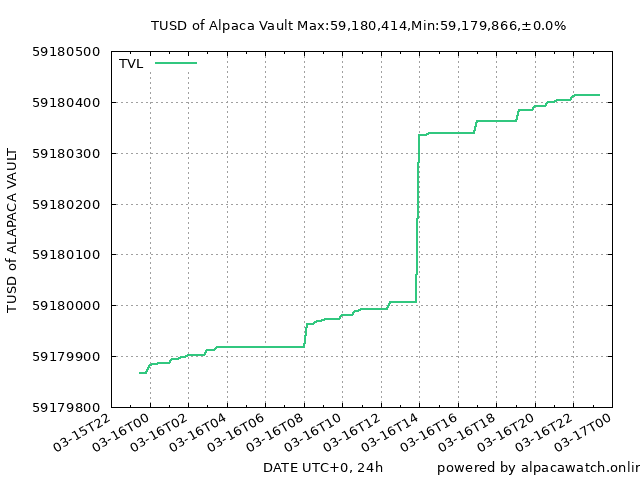 TUSD of Alpaca Vault Max:59,180,414,Min:59,179,866,±0.0%
TVL
59180500
59180400
59180300
59180200
59180100
59180000
59179900
59179800
TUSD of ALAPACA VAULT
03-15T22
03-16T00
03-16T02
03-16T04
03-16T06
03-16T08
03-16T10
03-16T12
03-16T14
03-16T16
03-16T18
03-16T20
03-16T22
03-17T00
DATE UTC+0, 24h
powered by alpacawatch.onlin